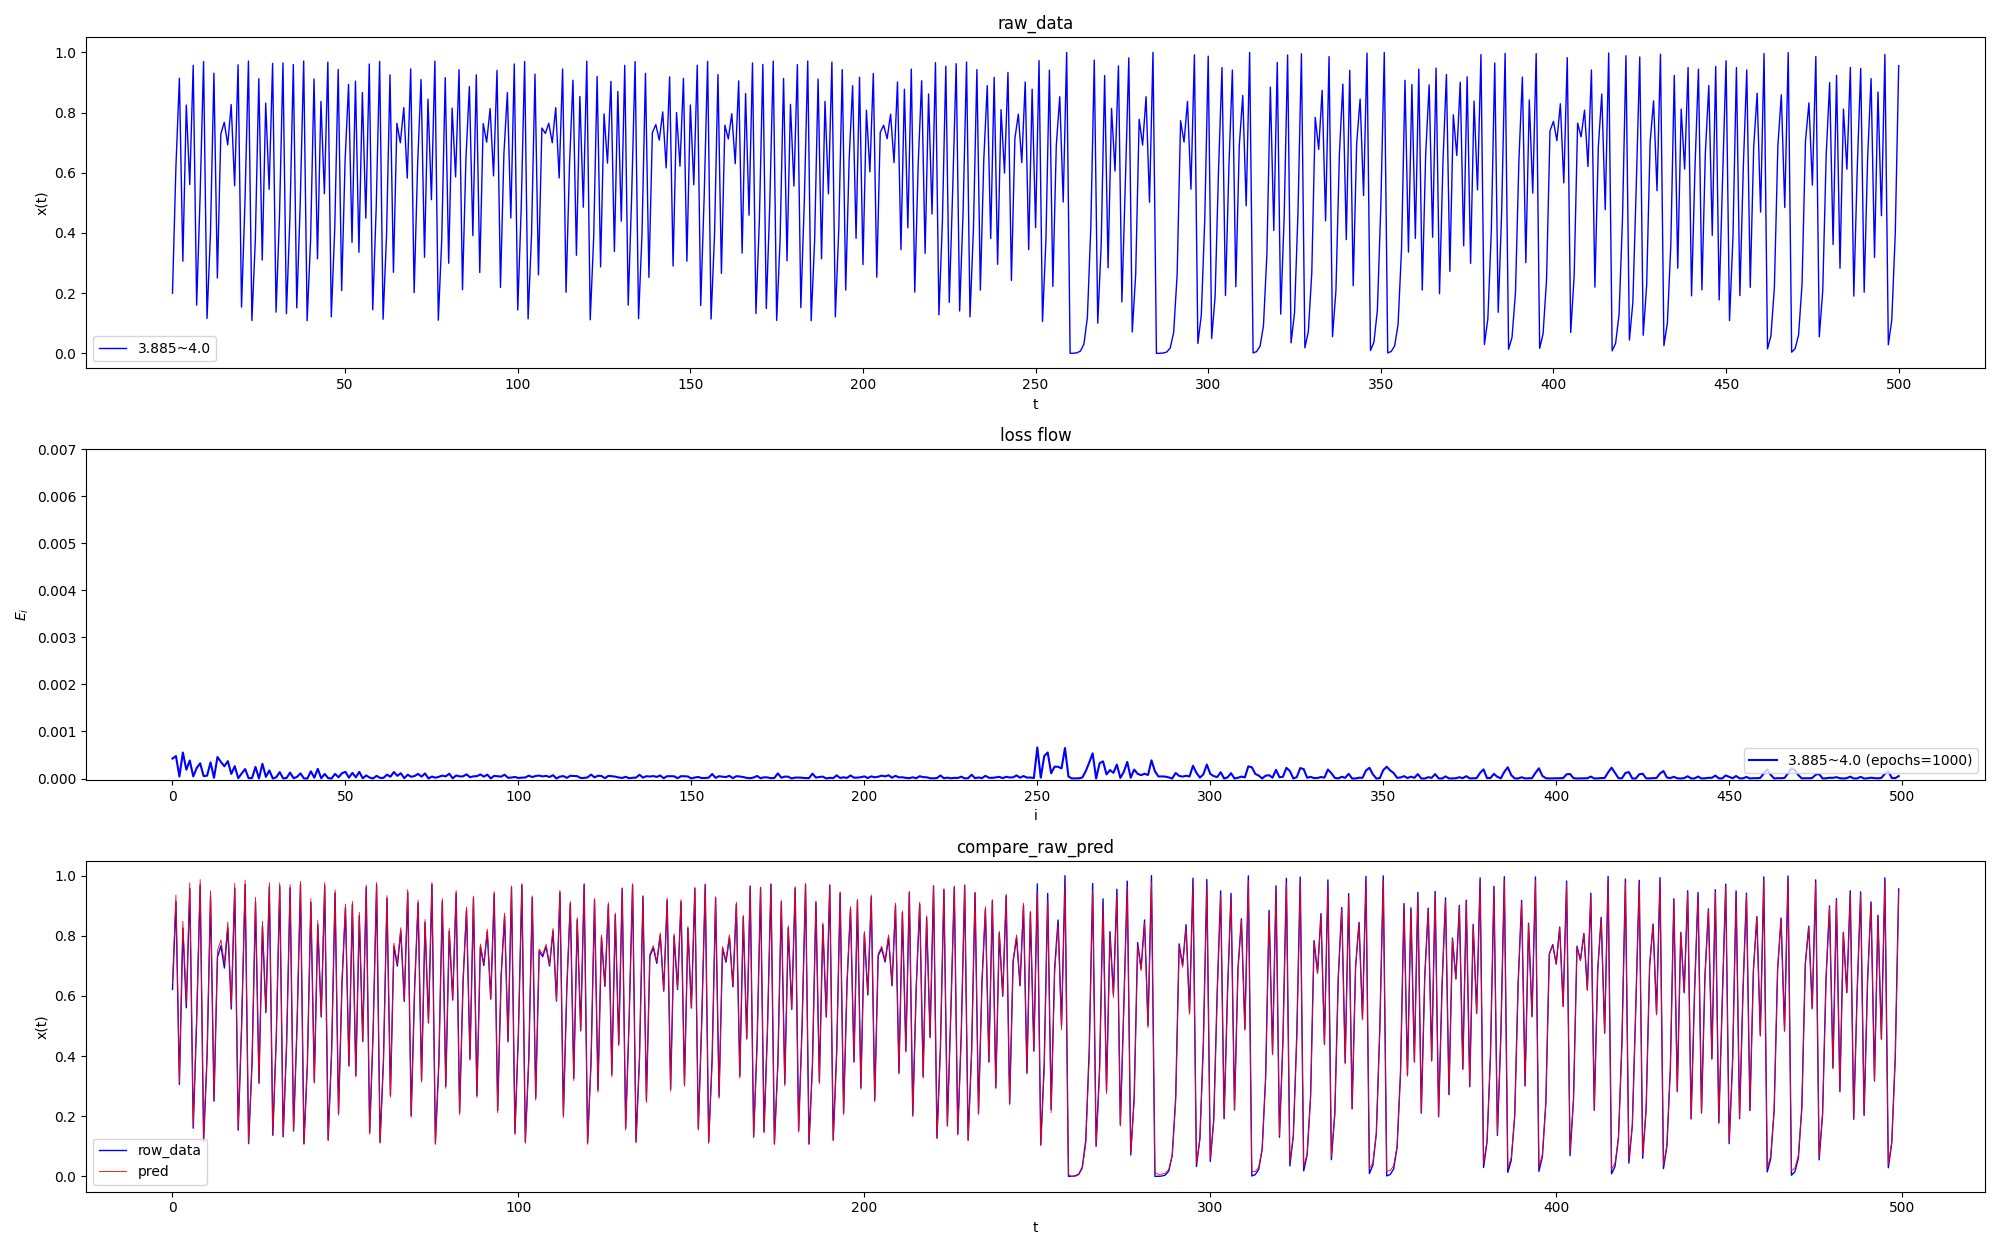 raw_data
1.0
0.8
0.6
0.4
0.2
0.0
x(t)
3.885~4.0
50 100 150 200 250 300 350 400 450 500
t
loss flow
0.007
0.006
0.005
0.004
0.003
0.002
0.001
0.000
E_i
3.885~4.0 (epochs=1000)
0 50 100 150 200 250 300 350 400 450 500
i
compare_raw_pred
1.0
0.8
0.6
0.4
0.2
0.0
x(t)
row_data
pred
0 100 200 300 400 500
t